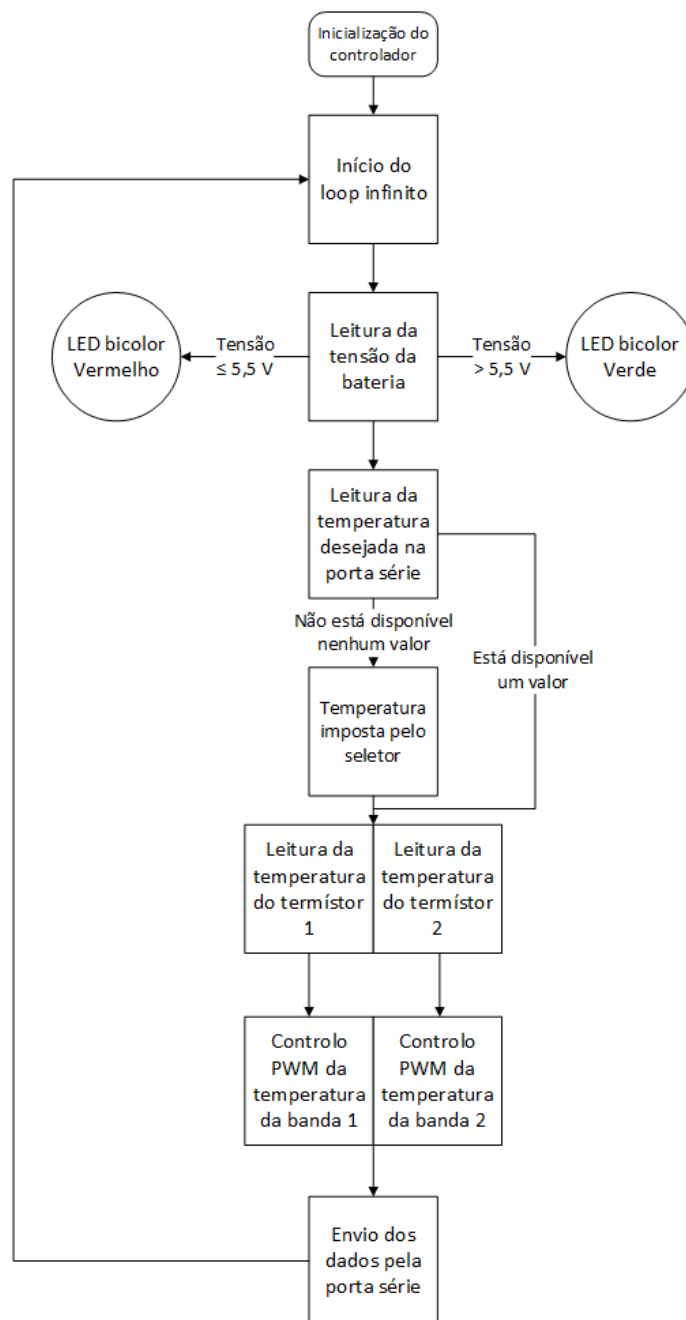 Inicialização do
controlador
Início do
loop infinito
LED bicolor
Vermelho
Tensão
≤ 5,5 V
Leitura da
tensão da
bateria
Tensão
> 5,5 V
LED bicolor
Verde
Leitura da
temperatura
desejada na
porta série
Não está disponível
nenhum valor
Está disponível
um valor
Temperatura
imposta pelo
seletor
Leitura da
temperatura
do termístor
1
Leitura da
temperatura
do termístor
2
Controlo
PWM da
temperatura
da banda 1
Controlo
PWM da
temperatura
da banda 2
Envio dos
dados pela
porta série